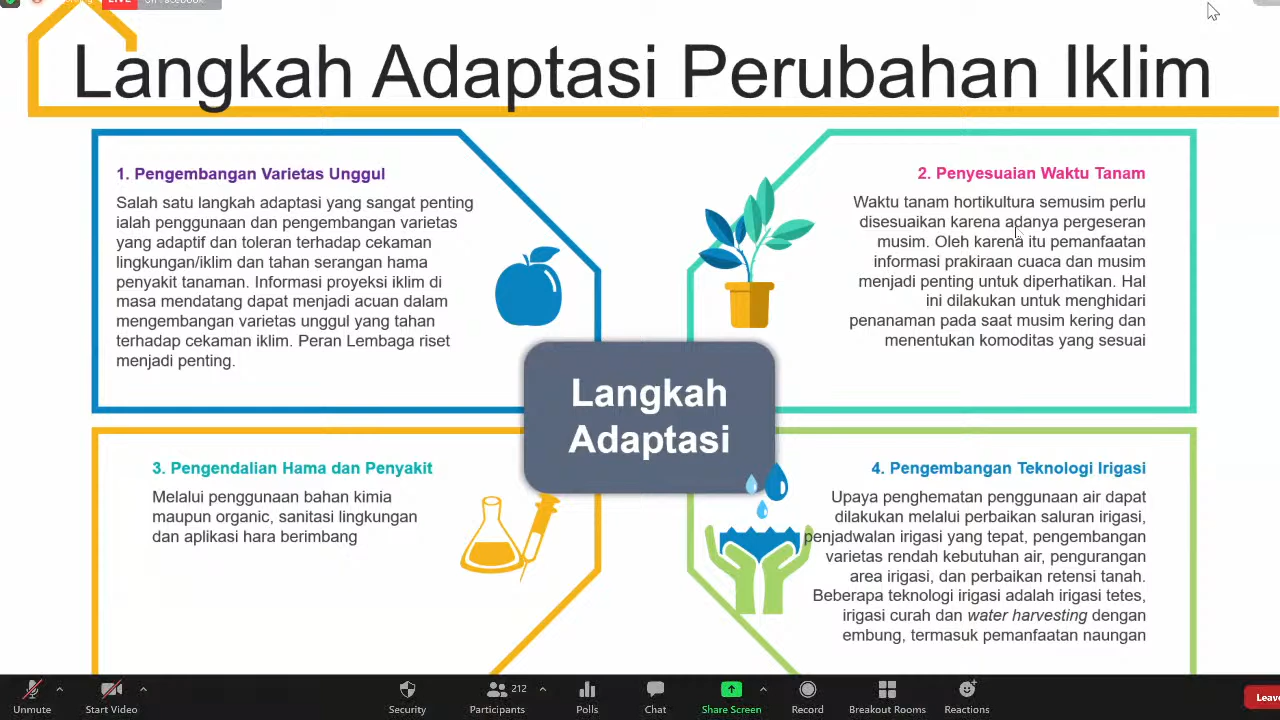 LIVE
on Facebook
Langkah Adaptasi Perubahan Iklim
1. Pengembangan Varietas Unggul
Salah satu langkah adaptasi yang sangat penting
ialah penggunaan dan pengembangan varietas
yang adaptif dan toleran terhadap cekaman
lingkungan/iklim dan tahan serangan hama
penyakit tanaman. Informasi proyeksi iklim di
masa mendatang dapat menjadi acuan dalam
mengembangan varietas unggul yang tahan
terhadap cekaman iklim. Peran Lembaga riset
menjadi penting.
2. Penyesuaian Waktu Tanam
Waktu tanam hortikultura semusim perlu
disesuaikan karena adanya pergeseran
musim. Oleh karena itu pemanfaatan
informasi prakiraan cuaca dan musim
menjadi penting untuk diperhatikan. Hal
ini dilakukan untuk menghidari
penanaman pada saat musim kering dan
menentukan komoditas yang sesuai
Langkah
Adaptasi
3. Pengendalian Hama dan Penyakit
Melalui penggunaan bahan kimia
maupun organic, sanitasi lingkungan
dan aplikasi hara berimbang
4. Pengembangan Teknologi Irigasi
Upaya penghematan penggunaan air dapat
dilakukan melalui perbaikan saluran irigasi,
penjadwalan irigasi yang tepat, pengembangan
varietas rendah kebutuhan air, pengurangan
area irigasi, dan perbaikan retensi tanah.
Beberapa teknologi irigasi adalah irigasi tetes,
irigasi curah dan water harvesting dengan
embung, termasuk pemanfaatan naungan
Unmute
Start Video
Security
212
Participants
Polls
Chat
Share Screen
Record
Breakout Rooms
Reactions
Leave